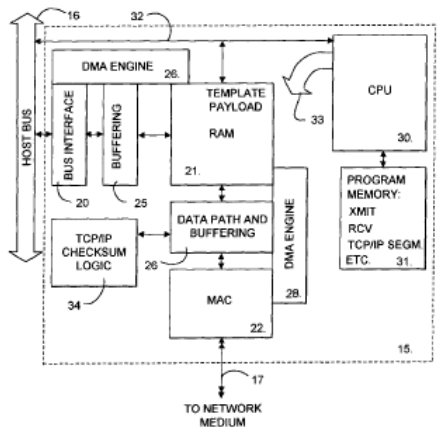 16
32
DMA ENGINE
26.
CPU
30.
33
HOST BUS
BUS INTERFACE
20
BUFFERING
25
TEMPLATE
PAYLOAD
RAM
21.
PROGRAM
MEMORY:
XMIT
RCV
TCP/IP SEGM.
ETC.
31.
TCP/IP
CHECKSUM
LOGIC
34
DATA PATH AND
BUFFERING
26
DMA ENGINE
28.
MAC
22.
15.
17
TO NETWORK
MEDIUM